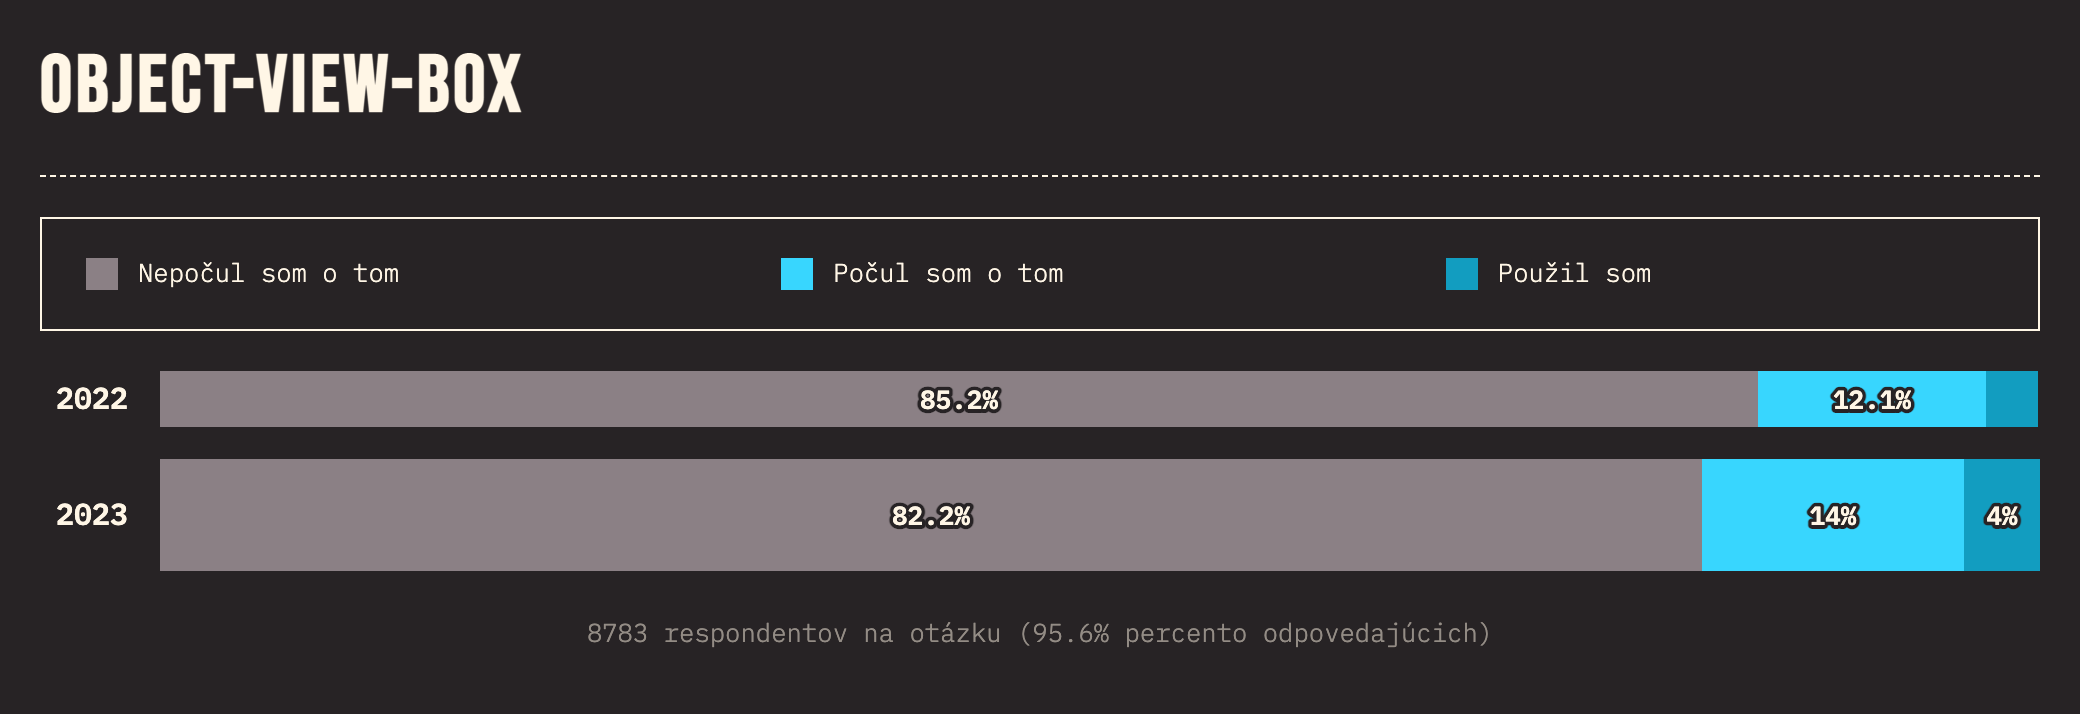 OBJECT-VIEW-BOX
Nepočul som o tom
Počul som o tom
Použil som
2022
85.2%
12.1%
2023
82.2%
14%
4%
8783 respondentov na otázku (95.6% percento odpovedajúcich)